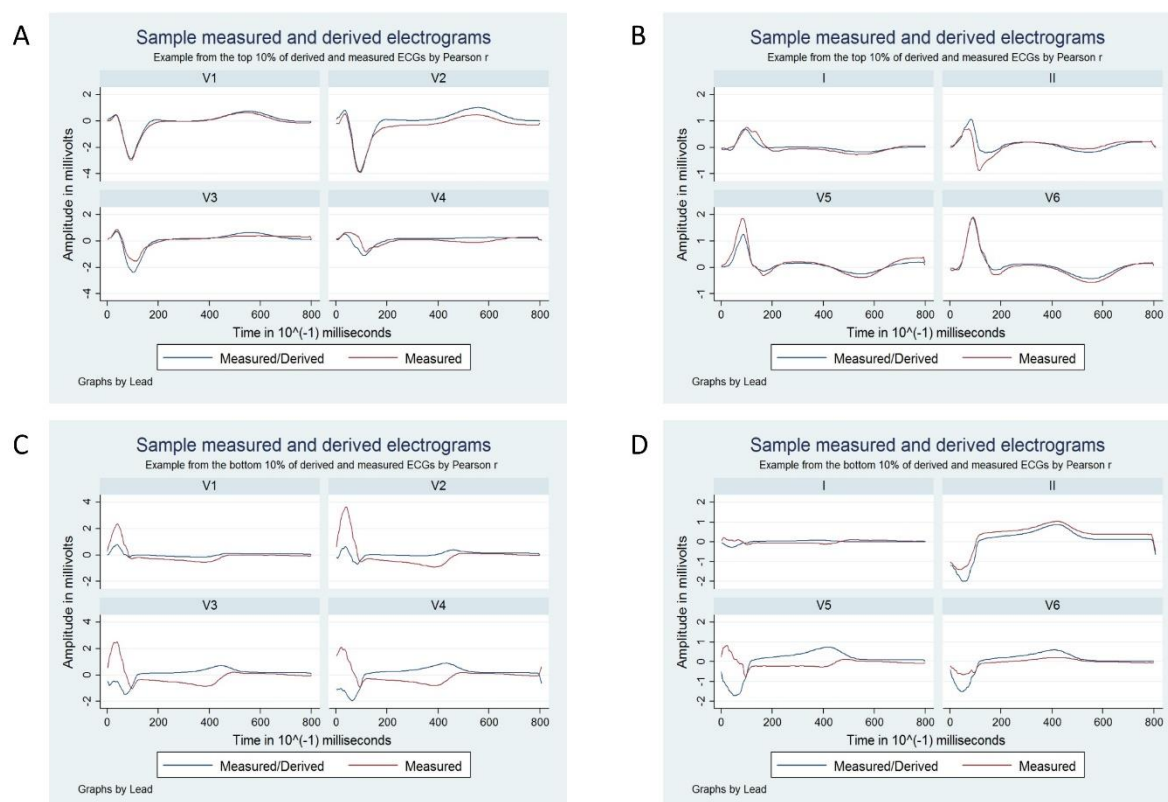 A
Sample measured and derived electrograms
Example from the top 10% of derived and measured ECGs by Pearson r
V1
V2
V3
V4
Amplitude in millivolts
2
0
-2
-4
2
0
-2
-4
0 200 400 600 800
0 200 400 600 800
Time in 10^(-1) milliseconds
Measured/Derived
Measured
Graphs by Lead
B
Sample measured and derived electrograms
Example from the top 10% of derived and measured ECGs by Pearson r
I
II
V5
V6
Amplitude in millivolts
2
1
0
-1
2
1
0
-1
0 200 400 600 800
0 200 400 600 800
Time in 10^(-1) milliseconds
Measured/Derived
Measured
Graphs by Lead
C
Sample measured and derived electrograms
Example from the bottom 10% of derived and measured ECGs by Pearson r
V1
V2
V3
V4
Amplitude in millivolts
4
2
0
-2
4
2
0
-2
0 200 400 600 800
0 200 400 600 800
Time in 10^(-1) milliseconds
Measured/Derived
Measured
Graphs by Lead
D
Sample measured and derived electrograms
Example from the bottom 10% of derived and measured ECGs by Pearson r
I
II
V5
V6
Amplitude in millivolts
2
1
0
-1
-2
2
1
0
-1
-2
0 200 400 600 800
0 200 400 600 800
Time in 10^(-1) milliseconds
Measured/Derived
Measured
Graphs by Lead